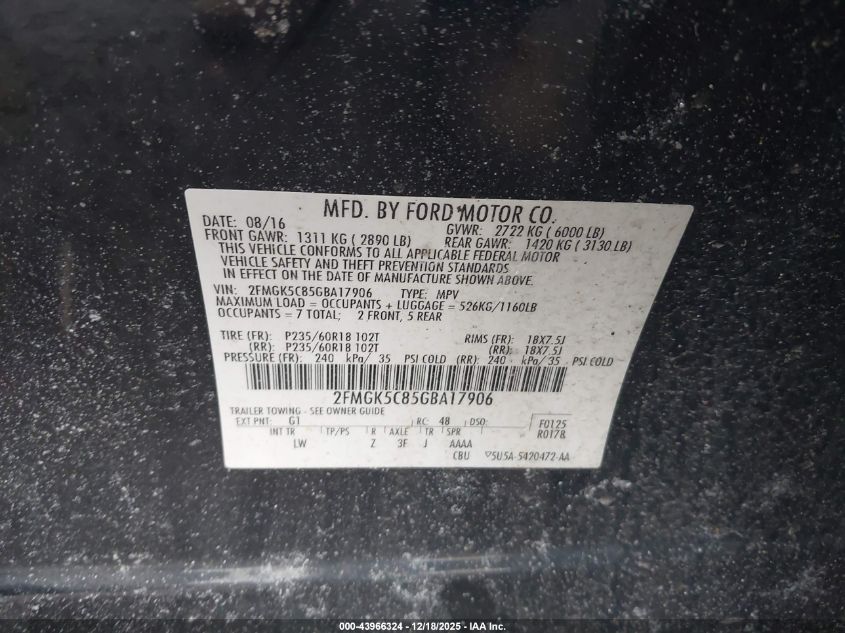 MFD. BY FORD MOTOR CO.
DATE: 08/16 GVWR: 2722 KG ( 6000 LB)
FRONT GAWR: 1311 KG ( 2890 LB) REAR GAWR: 1420 KG ( 3130 LB)
THIS VEHICLE CONFORMS TO ALL APPLICABLE FEDERAL MOTOR
VEHICLE SAFETY AND THEFT PREVENTION STANDARDS
IN EFFECT ON THE DATE OF MANUFACTURE SHOWN ABOVE.
VIN: 2FMGK5C85GBA17906 TYPE: MPV
MAXIMUM LOAD = OCCUPANTS + LUGGAGE = 526KG/1160LB
OCCUPANTS = 7 TOTAL; 2 FRONT, 5 REAR
TIRE (FR): P235/60R18 102T RIMS (FR): 18X7.5J
(RR): P235/60R18 102T (RR): 18X7.5J
PRESSURE (FR): 240 kPa/ 35 PSI COLD (RR): 240 kPa/ 35 PSI COLD
2FMGK5C85GBA17906
TRAILER TOWING - SEE OWNER GUIDE
EXT PNT: G1 RC: 48 DSO: F0125
INT TR TP/PS R AXLE TR SPR R0178
LW Z 3F J AAAA
CBU 5U5A-5420472-AA
000-43966324 | 12/18/2025 - IAA Inc.